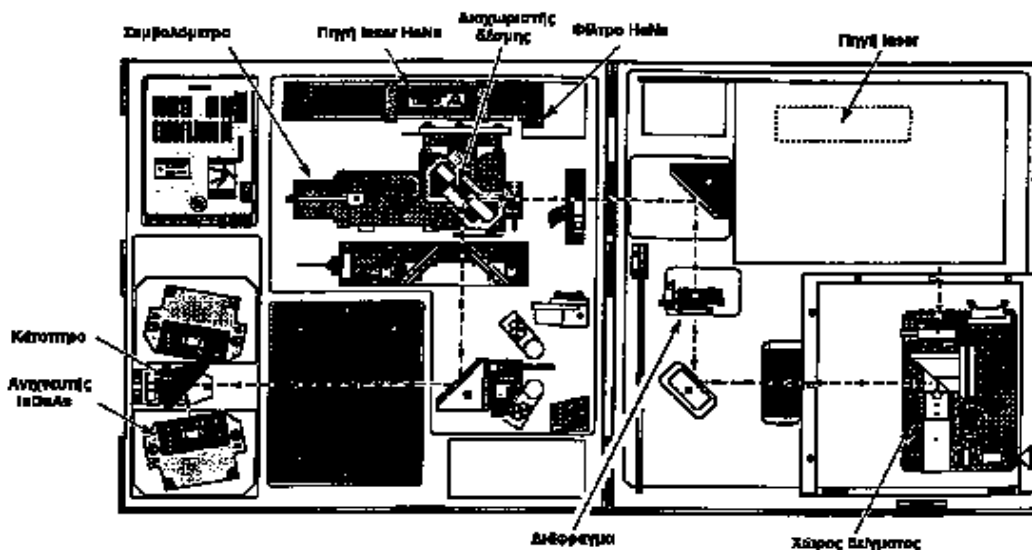 Συμβολόμετρο
Πηγή laser HeNe
Διαχωριστής
δέσμης
Φίλτρο HeNe
Πηγή laser
Κάτοπτρο
Ανιχνευτής
InGaAs
Διάφραγμα
Χώρος δείγματος